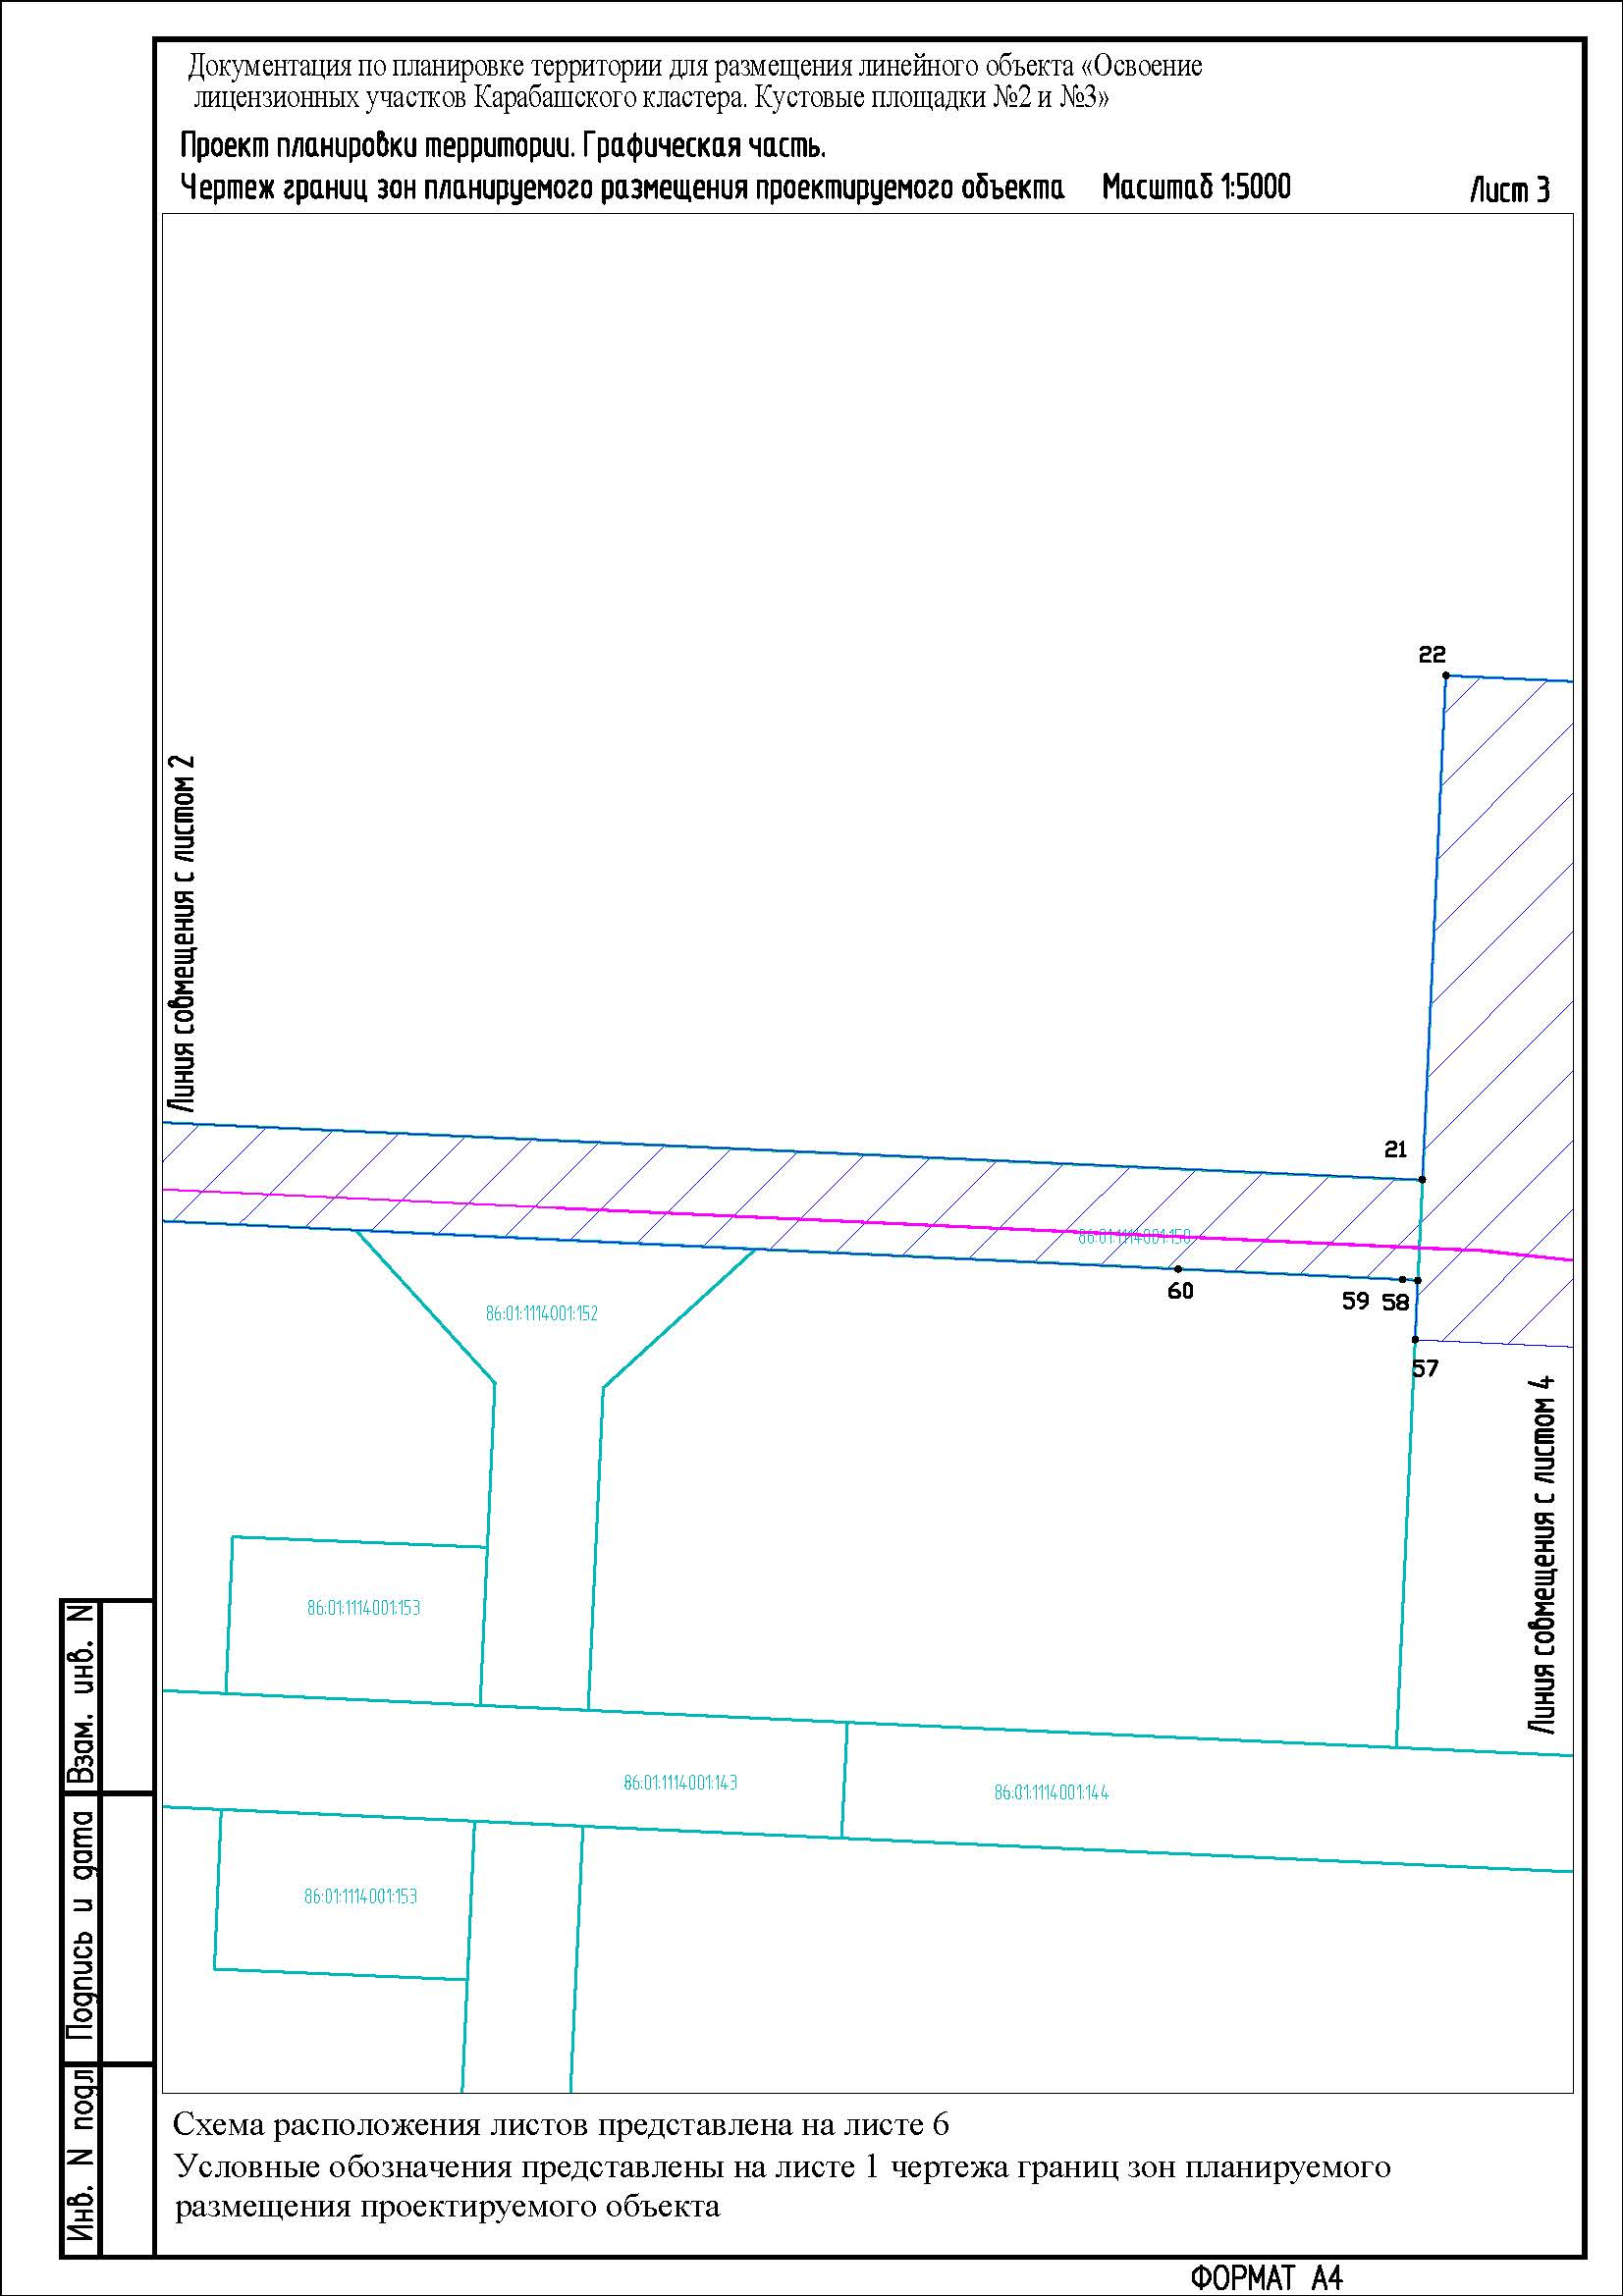 Документация по планировке территории для размещения линейного объекта «Освоение
лицензионных участков Карабашского кластера. Кустовые площадки №2 и №3»
Проект планировки территории. Графическая часть.
Чертеж границ зон планируемого размещения проектируемого объекта Масштаб 1:5000 Лист 3
22
Линия совмещения с листом 2
21
86:01:1114001:150
60
59 58
86:01:1114001:152
57
Линия совмещения с листом 4
86:01:1114001:153
86:01:1114001:143
86:01:1114001:144
86:01:1114001:153
Взам. инв. N
Подпись и дата
Инв. N подл
Схема расположения листов представлена на листе 6
Условные обозначения представлены на листе 1 чертежа границ зон планируемого
размещения проектируемого объекта
ФОРМАТ А4